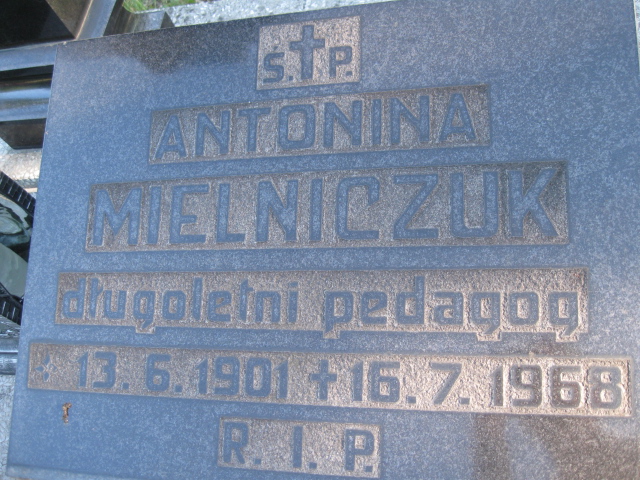 Ś.✝P.
ANTONINA
MIELNICZUK
długoletni pedagog
* 13.6.1901 ✝ 16.7.1968
R.I.P.